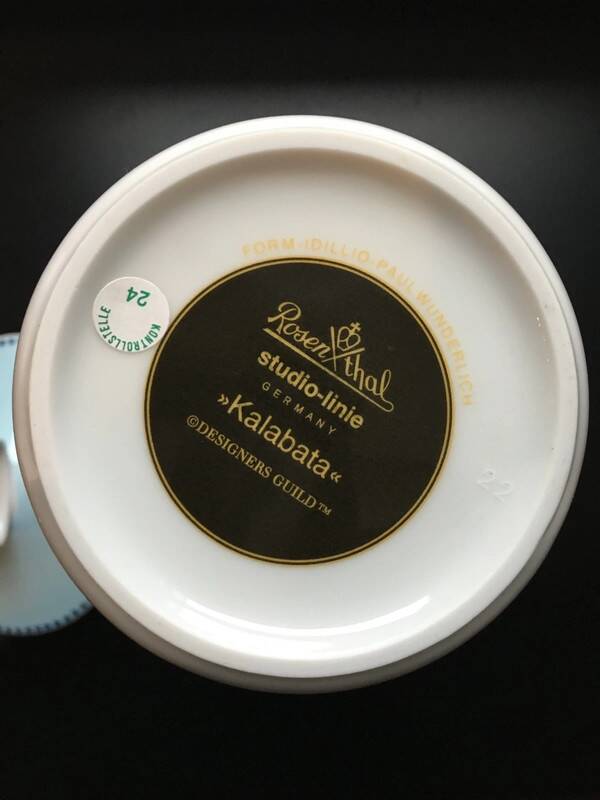 FORM-IDILLIO-PAUL WUNDERLICH
Rosenthal
studio-linie
GERMANY
»Kalabata«
©DESIGNERS GUILD™
KONTROLLSTELLE
24
22